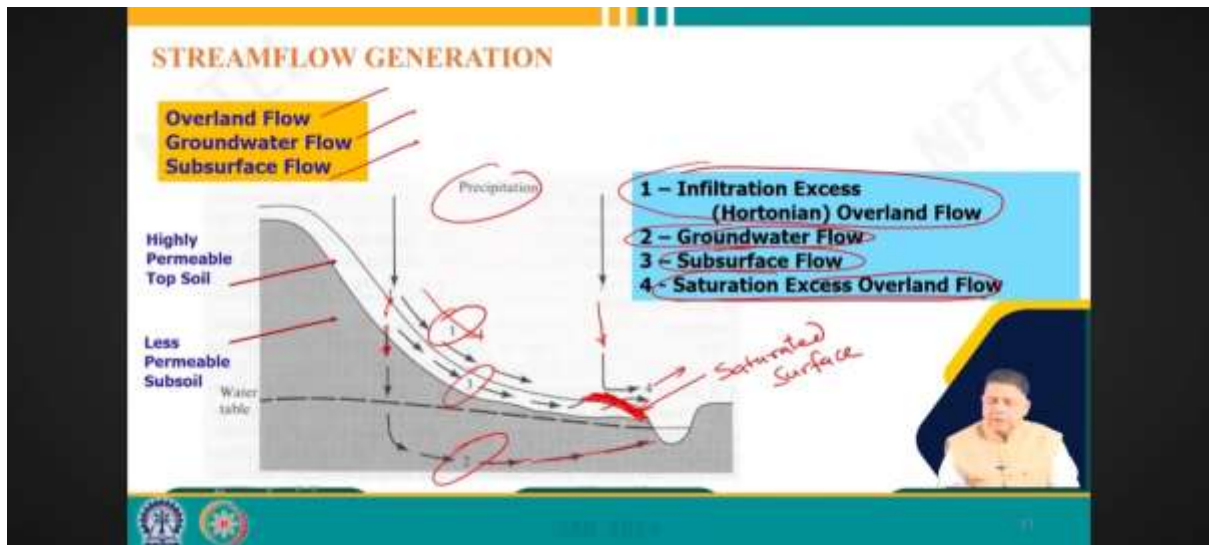 STREAMFLOW GENERATION
Overland Flow
Groundwater Flow
Subsurface Flow
Precipitation
1 – Infiltration Excess
(Hortonian) Overland Flow
2 – Groundwater Flow
3 – Subsurface Flow
4 - Saturation Excess Overland Flow
Highly
Permeable
Top Soil
Less
Permeable
Subsoil
Water
table
1
3
4
2
Saturated
Surface
NPTEL
NPTEL